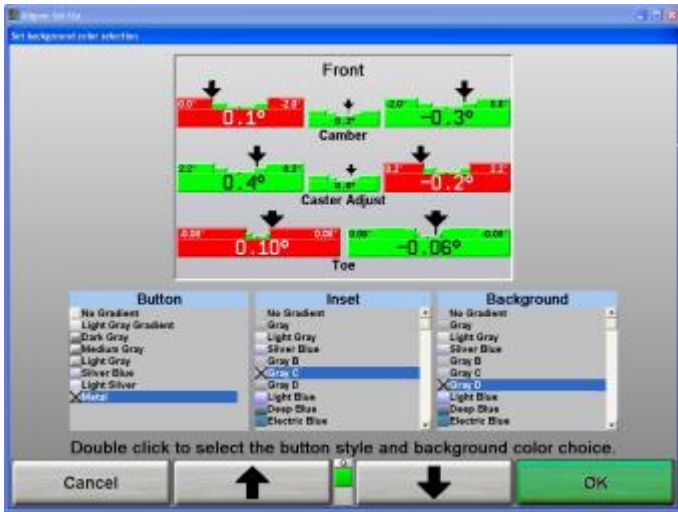 Set background color selection
Front
0.1° -0.3°
Camber
0.4° -0.2°
Caster Adjust
0.10° -0.06°
Toe
Button Inset Background
No Gradient No Gradient No Gradient
Light Gray Gradient Gray Gray
Dark Gray Light Gray Light Gray
Medium Gray Silver Blue Silver Blue
Light Gray Gray B Gray B
Silver Blue Gray C Gray C
Light Silver Gray D Gray D
Metal Light Blue Light Blue
Deep Blue Deep Blue
Electric Blue Electric Blue
Double click to select the button style and background color choice.
Cancel OK